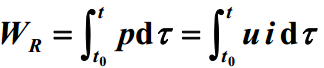 W_R = ∫_{t_0}^{t} p dτ = ∫_{t_0}^{t} u i dτ